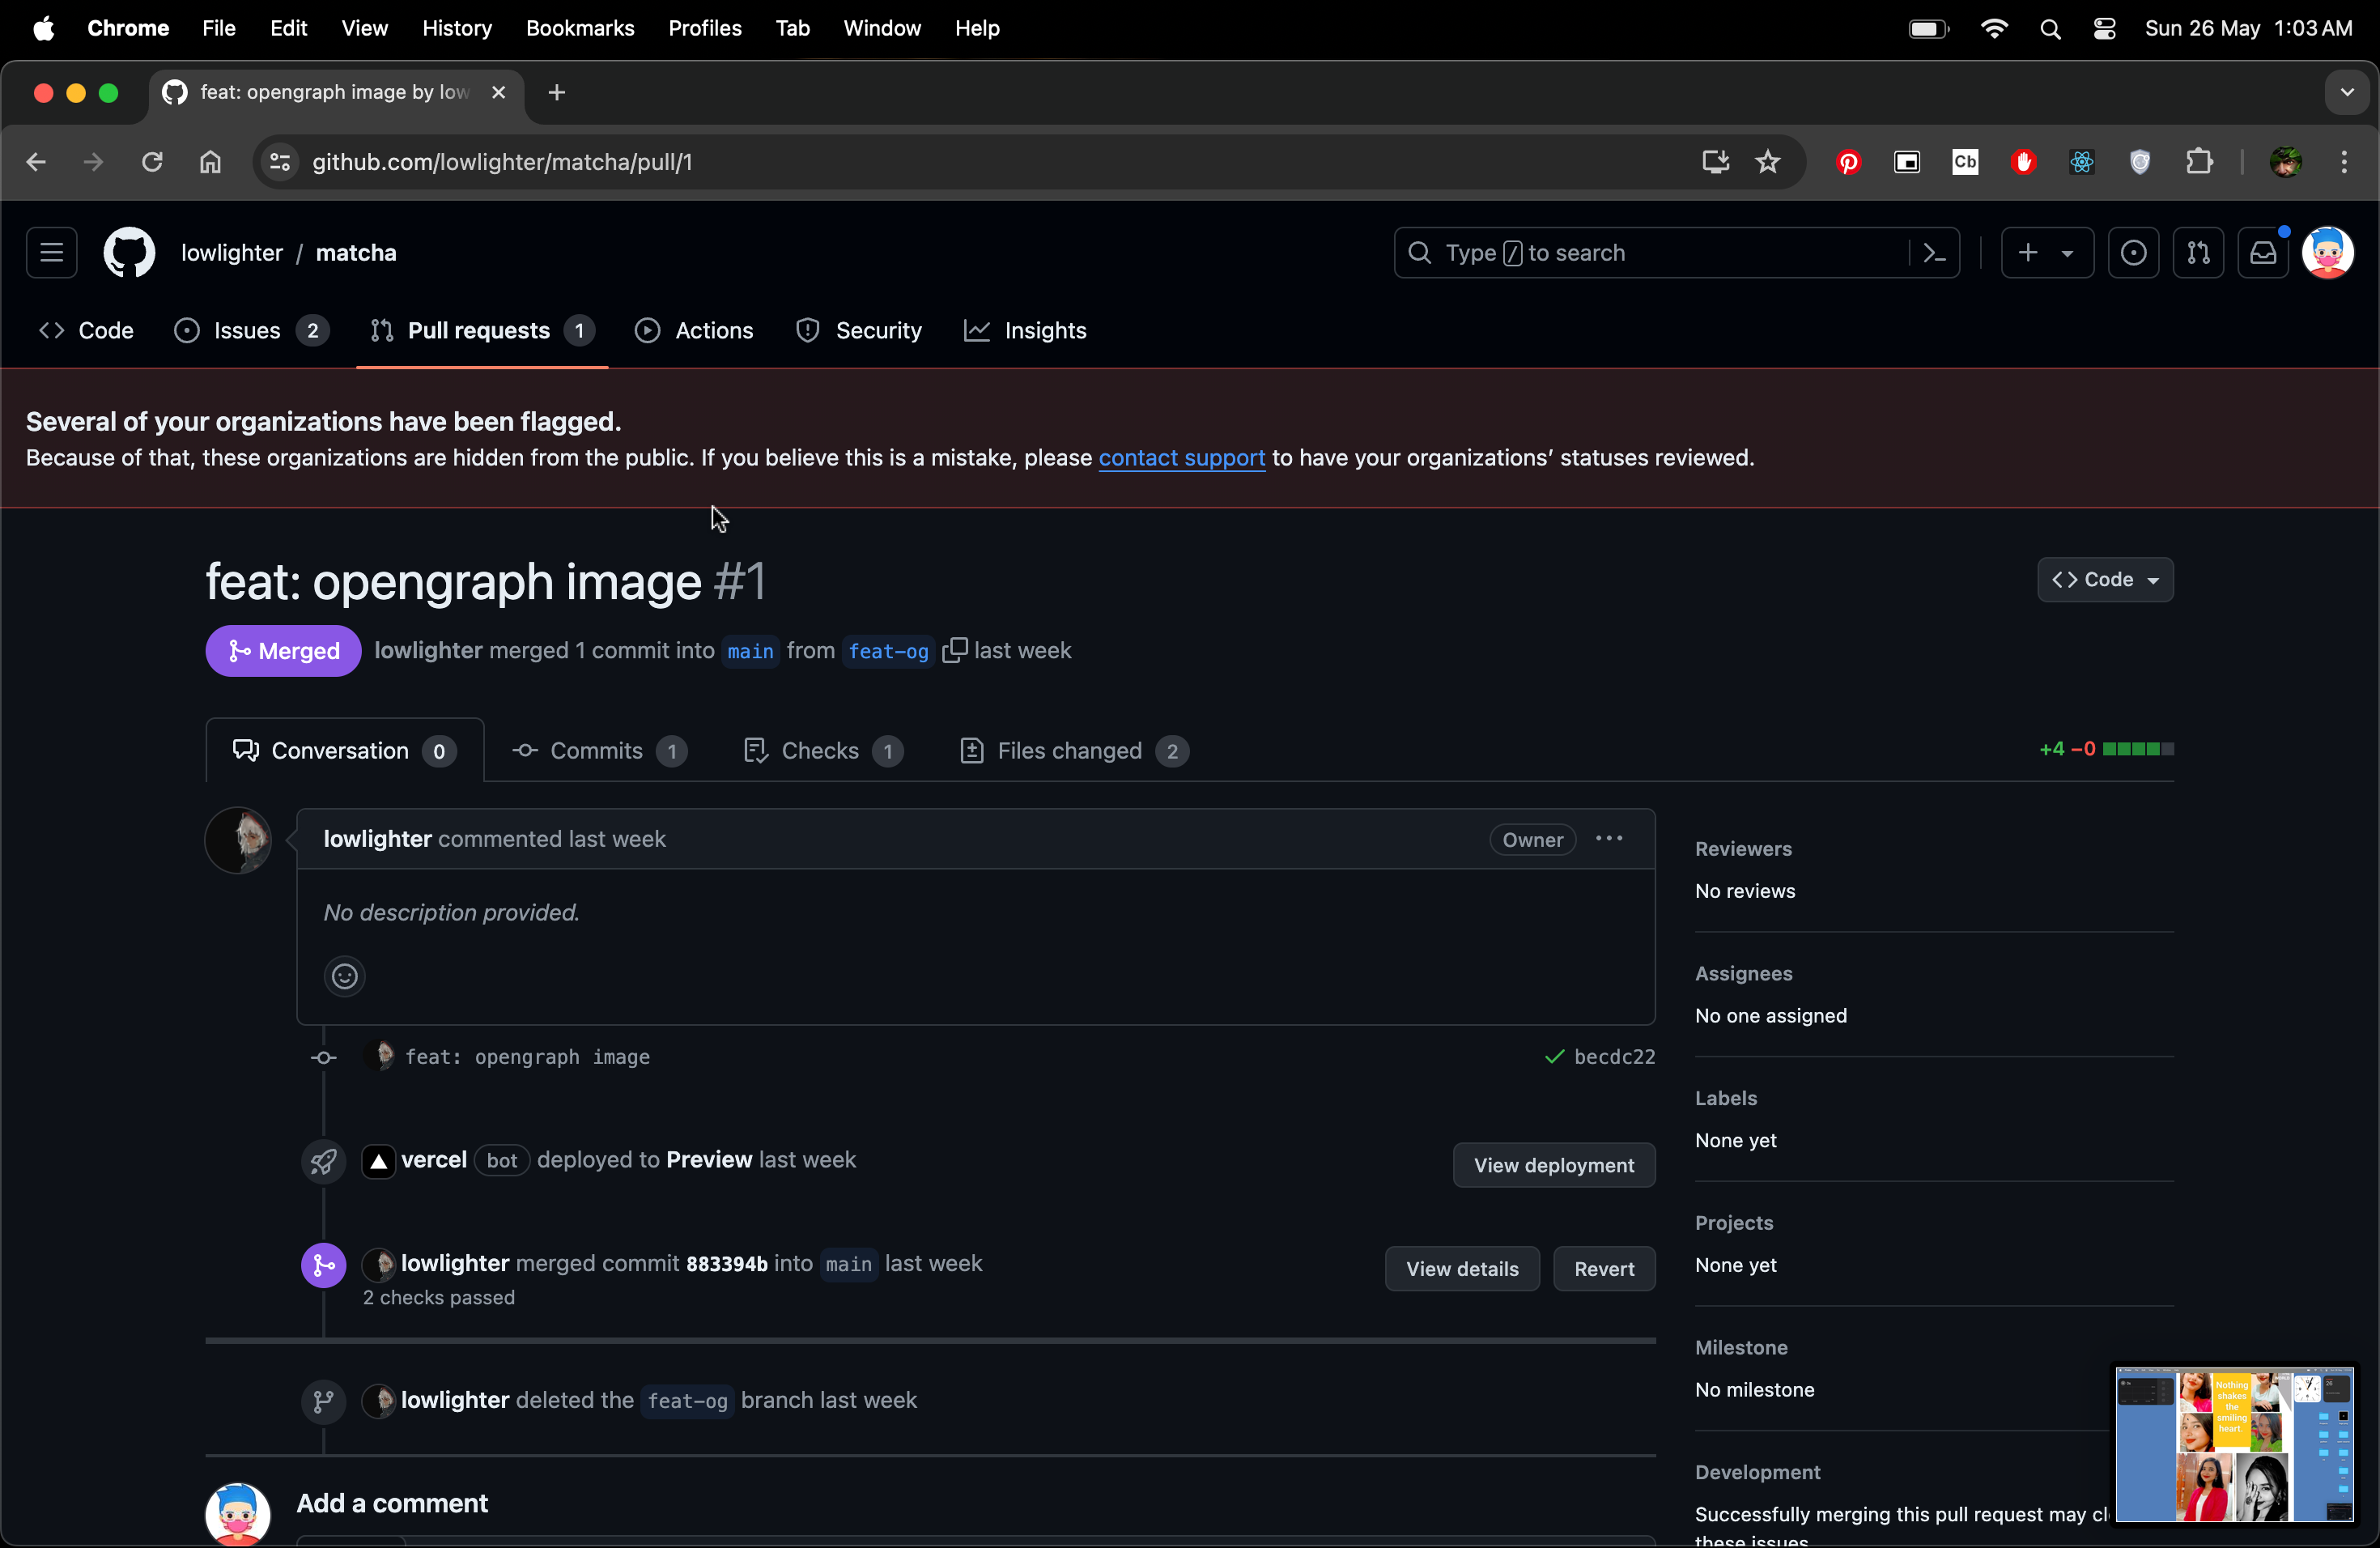 Chrome File Edit View History Bookmarks Profiles Tab Window Help Sun 26 May 1:03 AM
feat: opengraph image by low
github.com/lowlighter/matcha/pull/1 Cb
lowlighter / matcha Type / to search
Code Issues 2 Pull requests 1 Actions Security Insights
Several of your organizations have been flagged.
Because of that, these organizations are hidden from the public. If you believe this is a mistake, please contact support to have your organizations’ statuses reviewed.
feat: opengraph image #1
Code
Merged lowlighter merged 1 commit into main from feat-og last week
Conversation 0 Commits 1 Checks 1 Files changed 2 +4 −0
lowlighter commented last week Owner
No description provided.
feat: opengraph image becdc22
vercel bot deployed to Preview last week View deployment
lowlighter merged commit 883394b into main last week View details Revert
2 checks passed
lowlighter deleted the feat-og branch last week
Add a comment
Reviewers
No reviews
Assignees
No one assigned
Labels
None yet
Projects
None yet
Milestone
No milestone
Development
Successfully merging this pull request may
these issues
Nothing
shakes
the
smiling
heart.